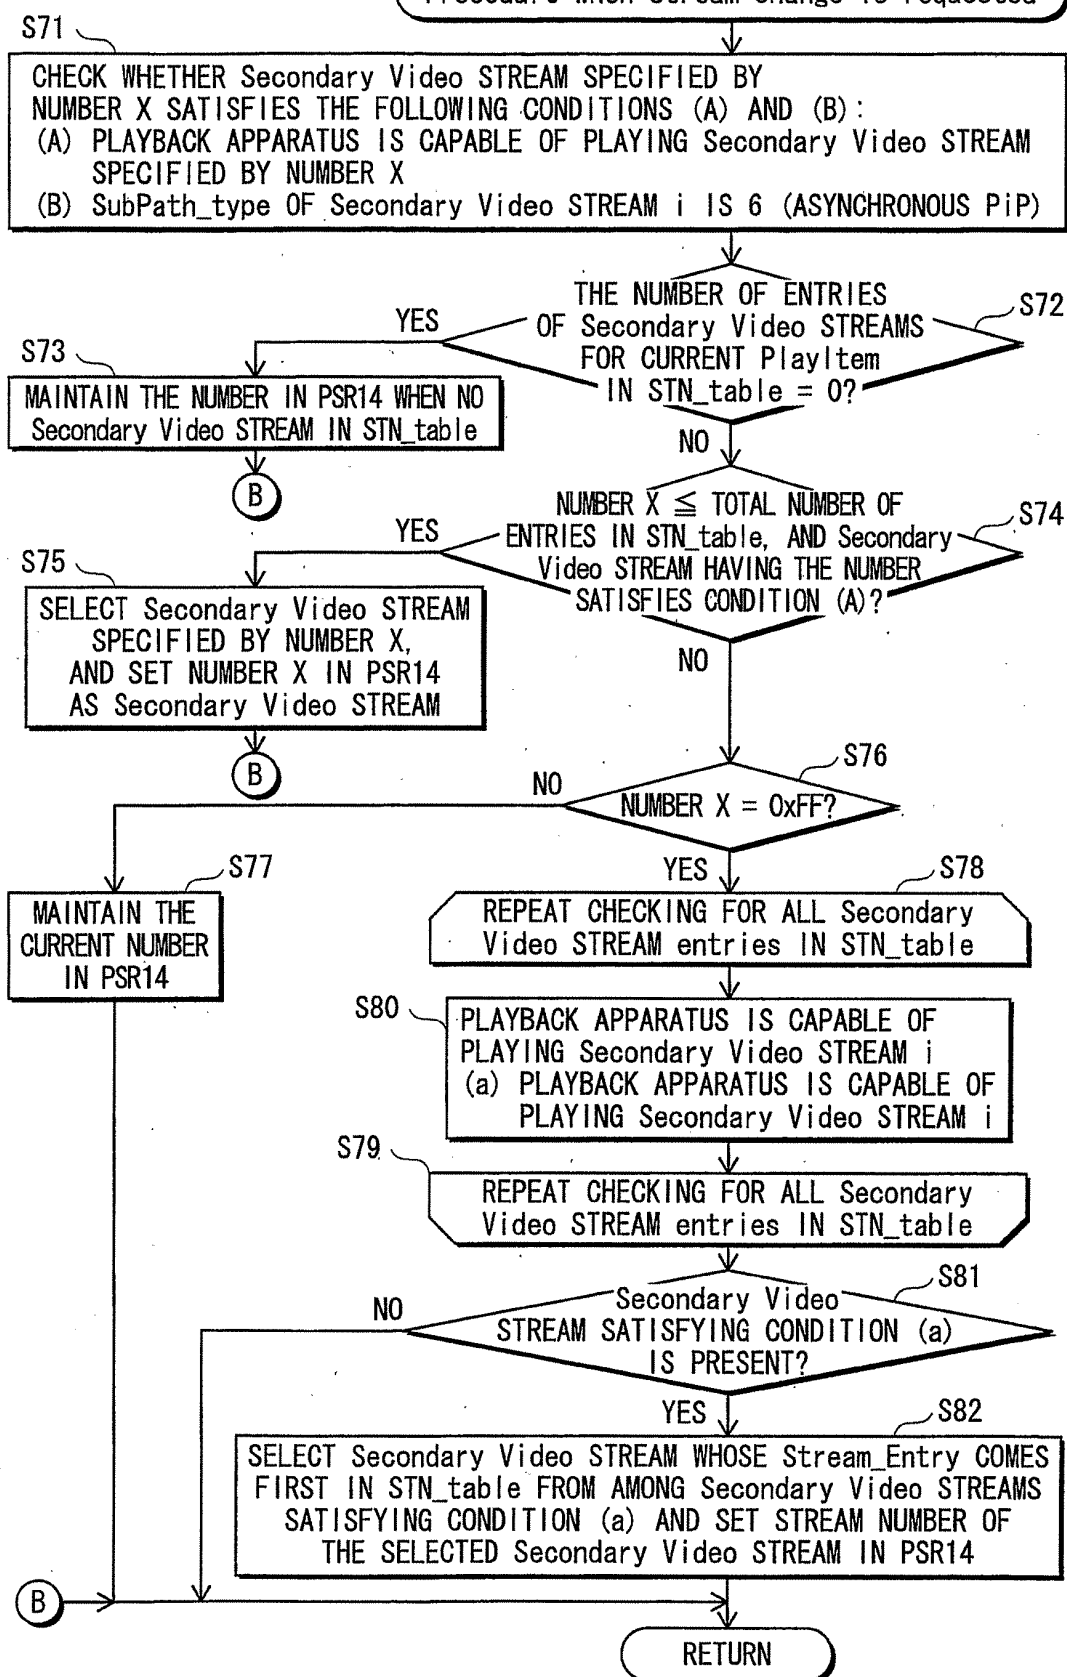 Procedure when Stream change is requested
S71
CHECK WHETHER Secondary Video STREAM SPECIFIED BY
NUMBER X SATISFIES THE FOLLOWING CONDITIONS (A) AND (B):
(A) PLAYBACK APPARATUS IS CAPABLE OF PLAYING Secondary Video STREAM
SPECIFIED BY NUMBER X
(B) SubPath_type OF Secondary Video STREAM i IS 6 (ASYNCHRONOUS PiP)
S72
THE NUMBER OF ENTRIES
OF Secondary Video STREAMS
FOR CURRENT PlayItem
IN STN_table = 0?
YES
S73
MAINTAIN THE NUMBER IN PSR14 WHEN NO
Secondary Video STREAM IN STN_table
B
NO
S74
NUMBER X ≦ TOTAL NUMBER OF
ENTRIES IN STN_table, AND Secondary
Video STREAM HAVING THE NUMBER
SATISFIES CONDITION (A)?
YES
S75
SELECT Secondary Video STREAM
SPECIFIED BY NUMBER X,
AND SET NUMBER X IN PSR14
AS Secondary Video STREAM
B
NO
S76
NUMBER X = 0xFF?
NO
S77
MAINTAIN THE
CURRENT NUMBER
IN PSR14
YES
S78
REPEAT CHECKING FOR ALL Secondary
Video STREAM entries IN STN_table
S80
PLAYBACK APPARATUS IS CAPABLE OF
PLAYING Secondary Video STREAM i
(a) PLAYBACK APPARATUS IS CAPABLE OF
PLAYING Secondary Video STREAM i
S79
REPEAT CHECKING FOR ALL Secondary
Video STREAM entries IN STN_table
S81
Secondary Video
STREAM SATISFYING CONDITION (a)
IS PRESENT?
NO
YES
S82
SELECT Secondary Video STREAM WHOSE Stream_Entry COMES
FIRST IN STN_table FROM AMONG Secondary Video STREAMS
SATISFYING CONDITION (a) AND SET STREAM NUMBER OF
THE SELECTED Secondary Video STREAM IN PSR14
B
RETURN